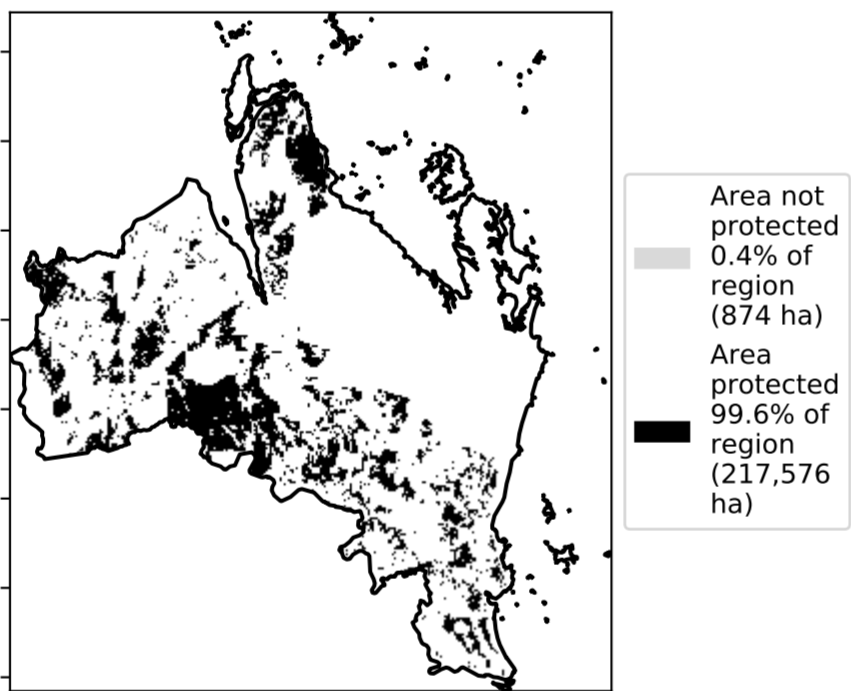 Area not
protected
0.4% of
region
(874 ha)
Area
protected
99.6% of
region
(217,576
ha)